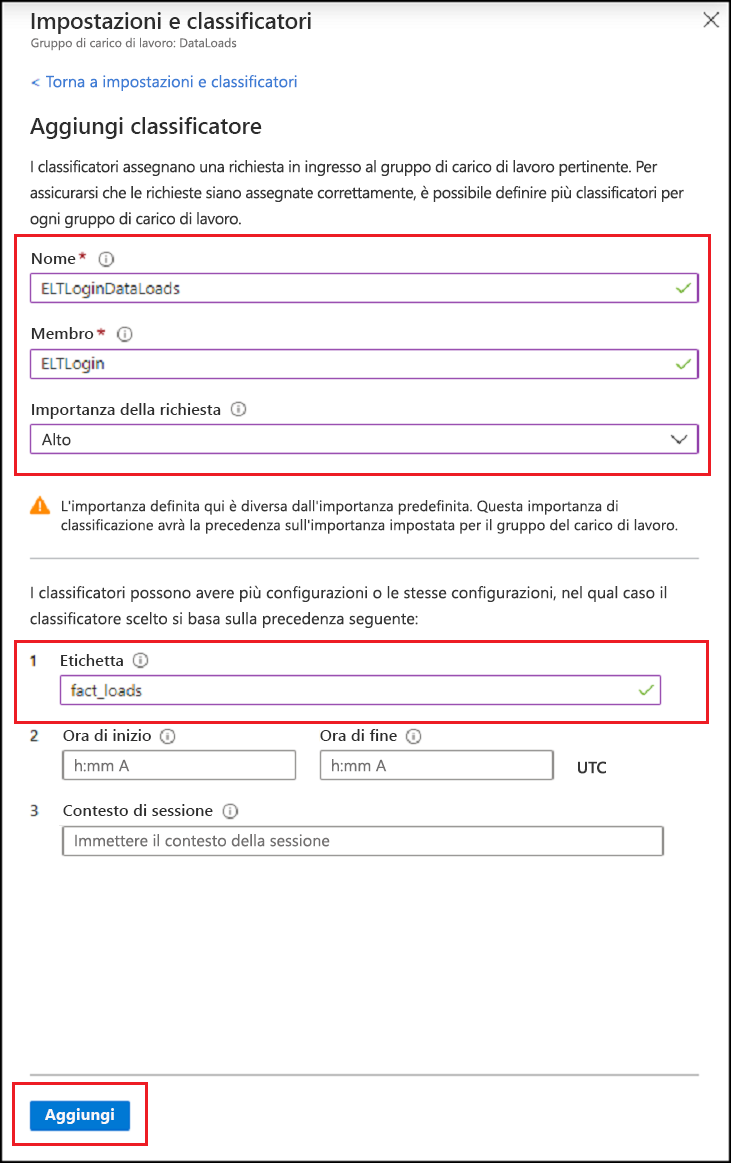 Impostazioni e classificatori
Gruppo di carico di lavoro: DataLoads
< Torna a impostazioni e classificatori
Aggiungi classificatore
I classificatori assegnano una richiesta in ingresso al gruppo di carico di lavoro pertinente. Per
assicurarsi che le richieste siano assegnate correttamente, è possibile definire più classificatori per
ogni gruppo di carico di lavoro.
Nome*
ELTLoginDataLoads
Membro*
ELTLogin
Importanza della richiesta
Alto
L'importanza definita qui è diversa dall'importanza predefinita. Questa importanza di
classificazione avrà la precedenza sull'importanza impostata per il gruppo del carico di lavoro.
I classificatori possono avere più configurazioni o le stesse configurazioni, nel qual caso il
classificatore scelto si basa sulla precedenza seguente:
1 Etichetta
fact_loads
2 Ora di inizio Ora di fine
h:mm A h:mm A UTC
3 Contesto di sessione
Immettere il contesto della sessione
Aggiungi